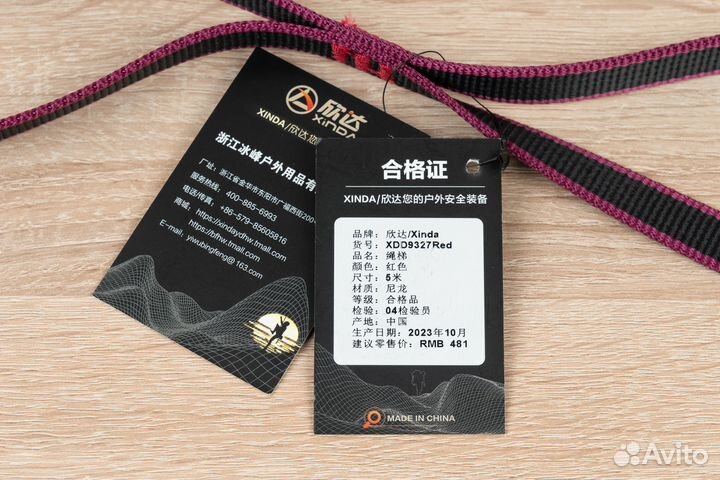 欣达
XINDA
XINDA/欣达您
浙江冰峰户外用品有
厂址：浙江省金华市东阳市广福西街200
服务热线：400-885-6993
电话/传真：+86-579-85605816
商城：https://xindaydhw.tmall.com
https://bfhw.tmall.com
E-mail：yiwubingfeng@163.com
合格证
XINDA/欣达您的户外安全装备
品牌：欣达/Xinda
货号：XDD9327Red
品名：绳梯
颜色：红色
尺寸：5米
材质：尼龙
等级：合格品
检验：04检验员
产地：中国
生产日期：2023年10月
建议零售价：RMB 481
MADE IN CHINA
Avito